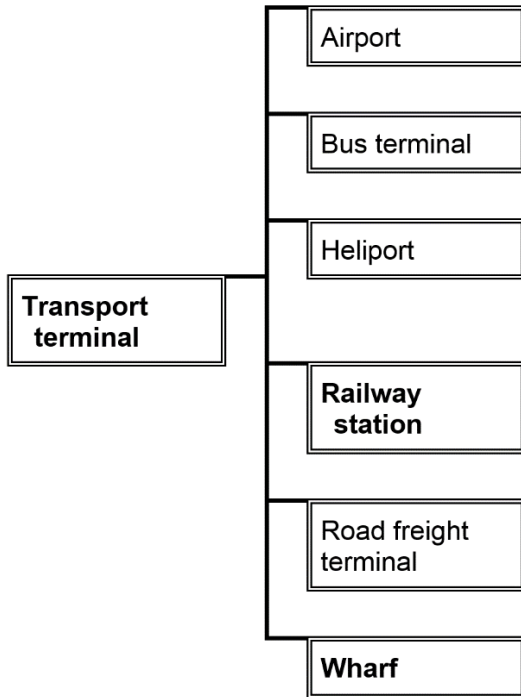 Airport
Bus terminal
Heliport
Transport
terminal
Railway
station
Road freight
terminal
Wharf